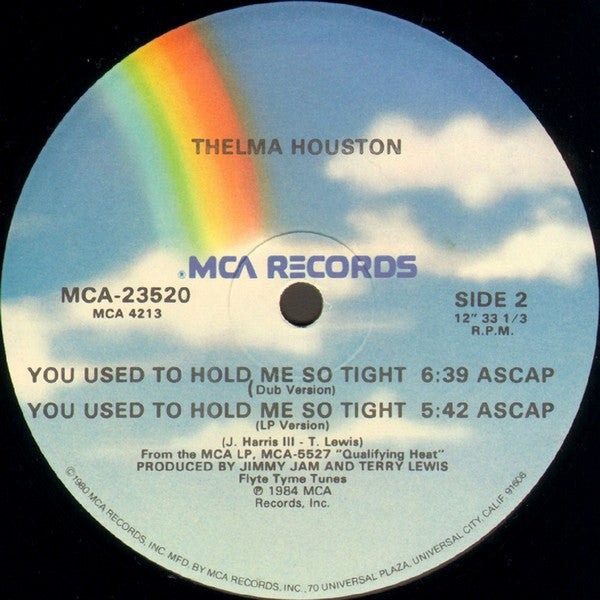 THELMA HOUSTON
MCA RECORDS
MCA-23520
MCA 4213
SIDE 2
12" 33 1/3
R.P.M.
YOU USED TO HOLD ME SO TIGHT 6:39 ASCAP
(Dub Version)
YOU USED TO HOLD ME SO TIGHT 5:42 ASCAP
(LP Version)
(J. Harris III - T. Lewis)
From the MCA LP, MCA-5527 "Qualifying Heat"
PRODUCED BY JIMMY JAM AND TERRY LEWIS
Flyte Tyme Tunes
℗ 1984 MCA
Records, Inc.
©1980 MCA RECORDS, INC. MFD. BY MCA RECORDS, INC., 70 UNIVERSAL PLAZA, UNIVERSAL CITY, CALIF. 91608